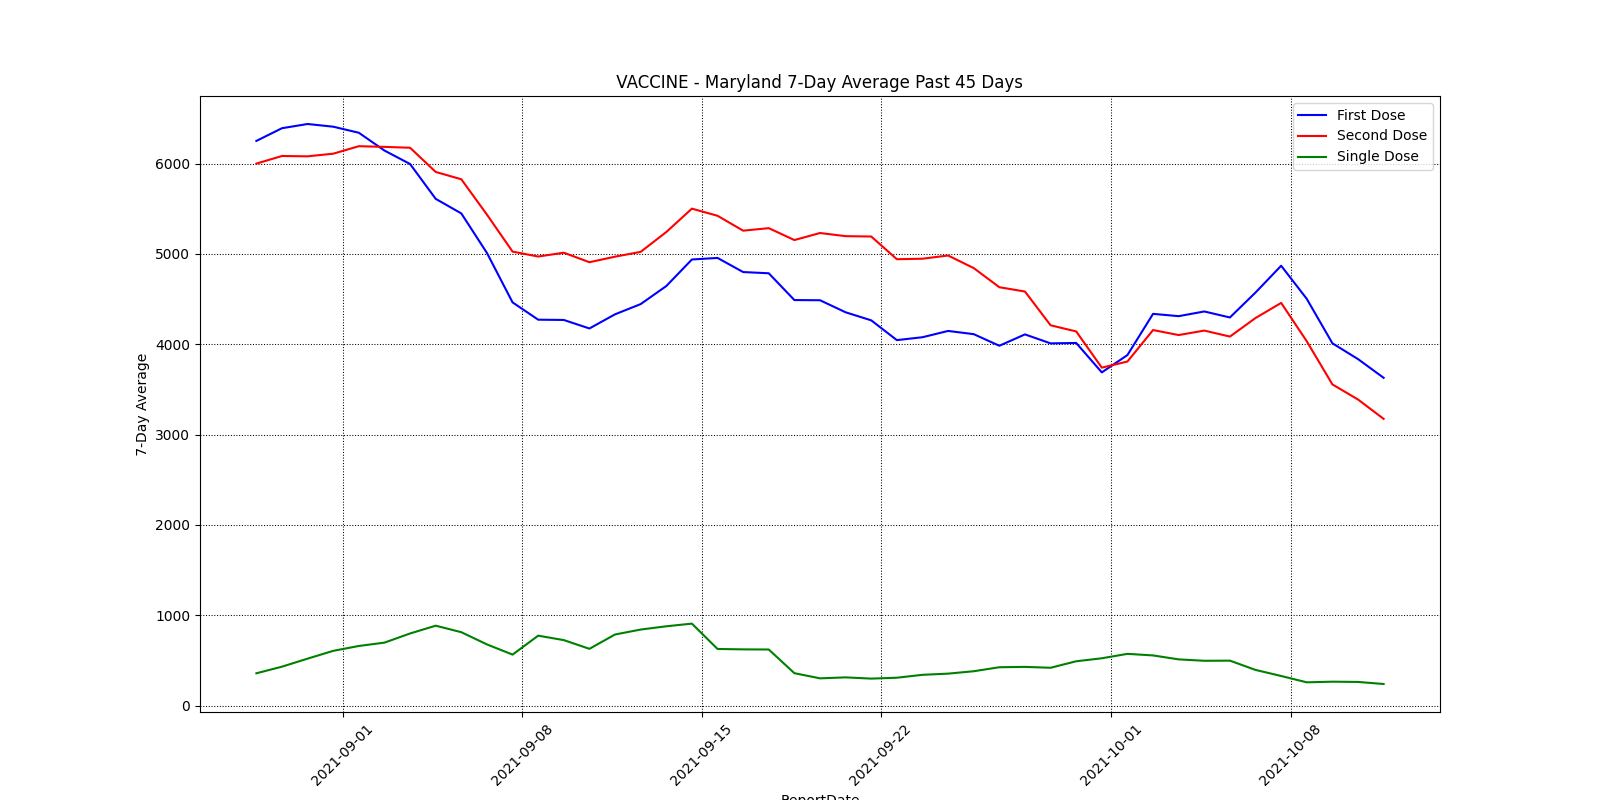 VACCINE - Maryland 7-Day Average Past 45 Days
First Dose
Second Dose
Single Dose
7-Day Average
6000
5000
4000
3000
2000
1000
0
2021-09-01
2021-09-08
2021-09-15
2021-09-22
2021-10-01
2021-10-08
ReportDate